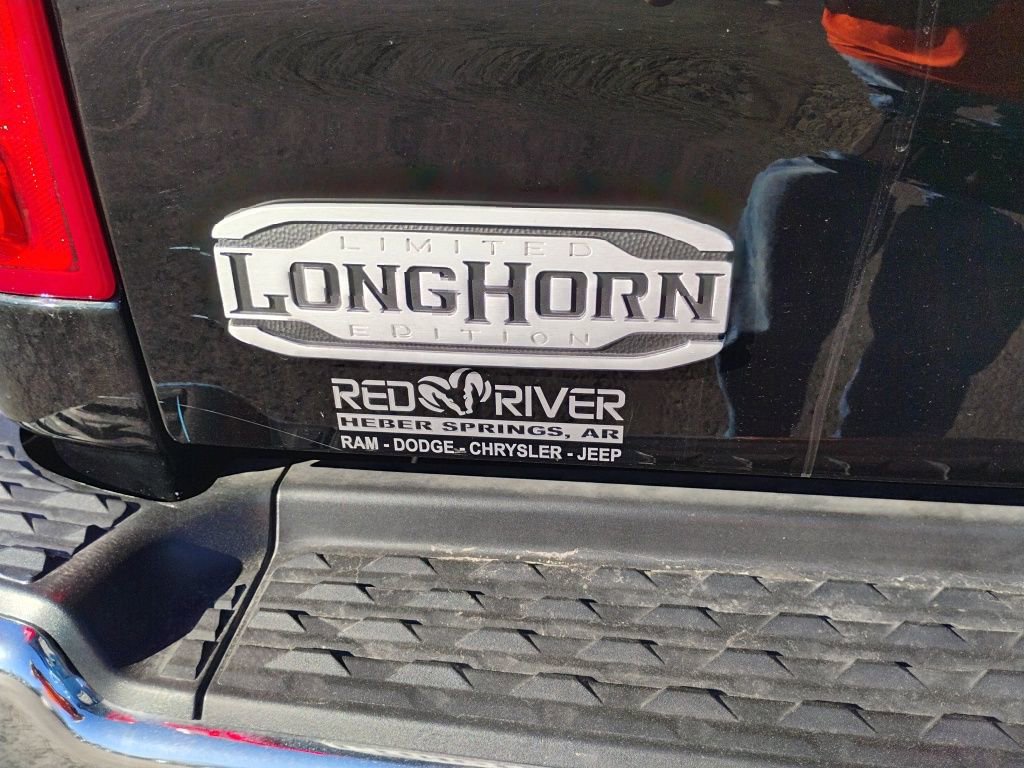 LIMITED
LONGHORN
EDITION
RED RIVER
HEBER SPRINGS, AR
RAM - DODGE - CHRYSLER - JEEP